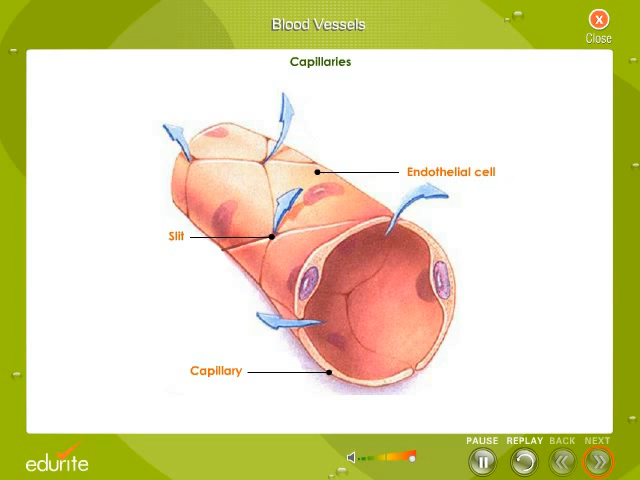 Blood Vessels
X
Close
Capillaries
Endothelial cell
Slit
Capillary
edurite
PAUSE REPLAY BACK NEXT